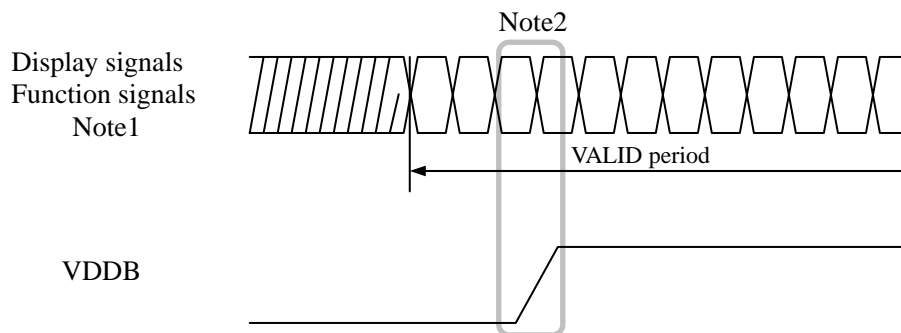 Note2
Display signals
Function signals
Note1
VALID period
VDDB